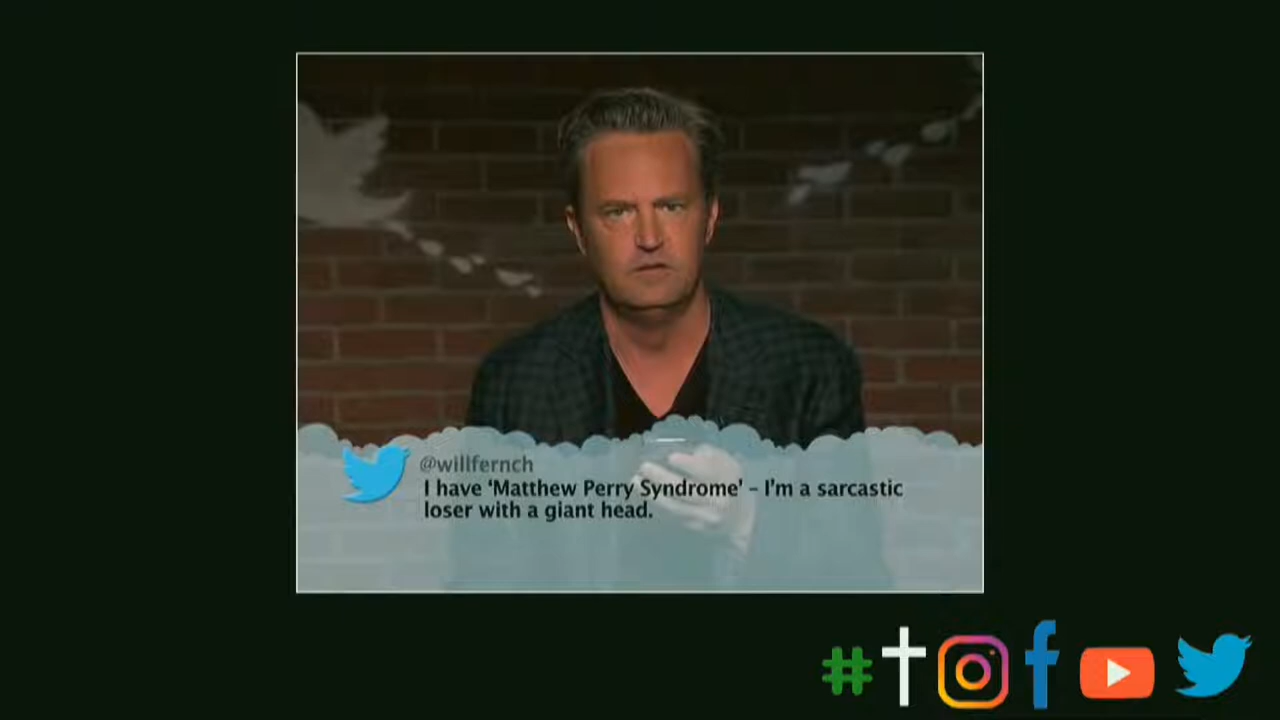 @willfernch
I have ‘Matthew Perry Syndrome’ – I'm a sarcastic
loser with a giant head.